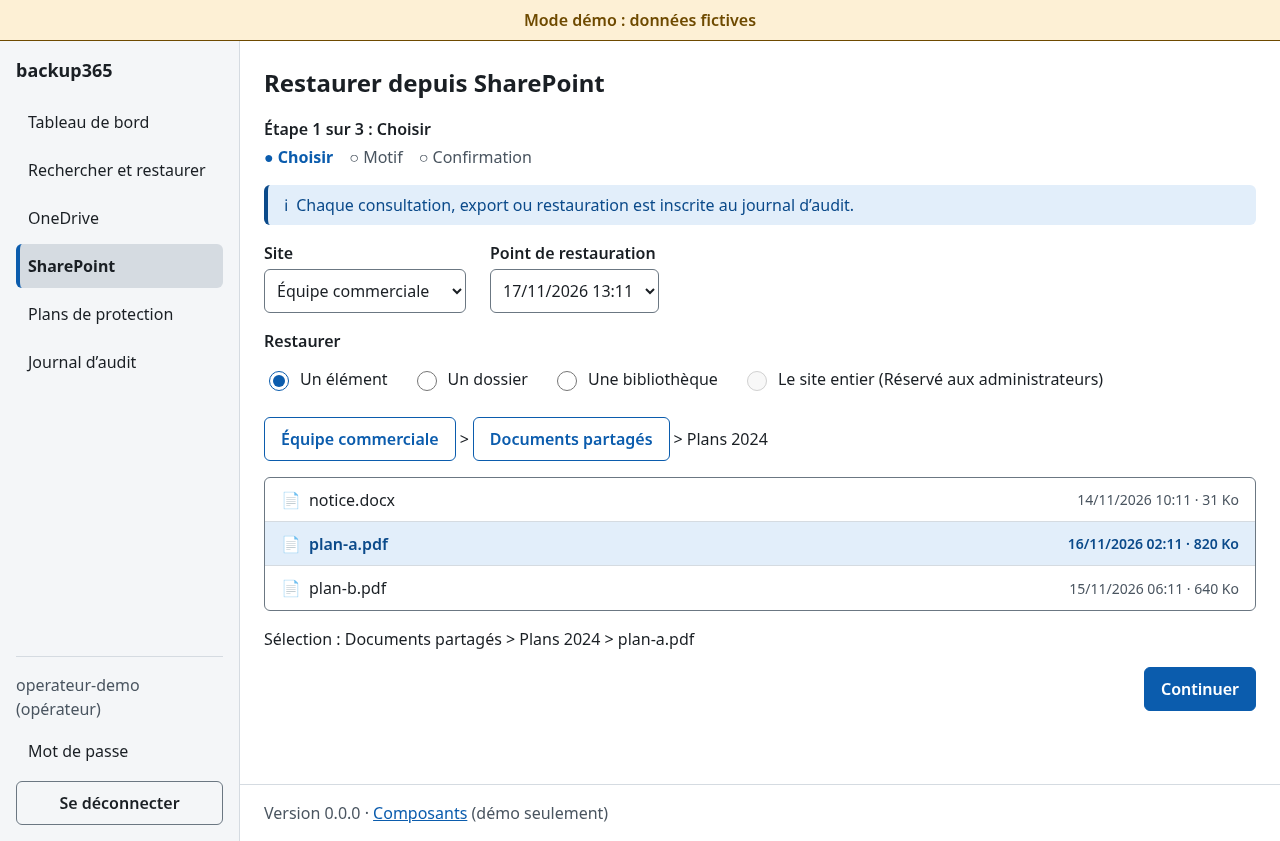 Mode démo : données fictives
backup365
Tableau de bord
Rechercher et restaurer
OneDrive
SharePoint
Plans de protection
Journal d’audit
operateur-demo
(opérateur)
Mot de passe
Se déconnecter
Restaurer depuis SharePoint
Étape 1 sur 3 : Choisir
● Choisir ○ Motif ○ Confirmation
i Chaque consultation, export ou restauration est inscrite au journal d’audit.
Site Point de restauration
Équipe commerciale 17/11/2026 13:11
Restaurer
Un élément Un dossier Une bibliothèque Le site entier (Réservé aux administrateurs)
Équipe commerciale > Documents partagés > Plans 2024
notice.docx 14/11/2026 10:11 · 31 Ko
plan-a.pdf 16/11/2026 02:11 · 820 Ko
plan-b.pdf 15/11/2026 06:11 · 640 Ko
Sélection : Documents partagés > Plans 2024 > plan-a.pdf
Continuer
Version 0.0.0 · Composants (démo seulement)